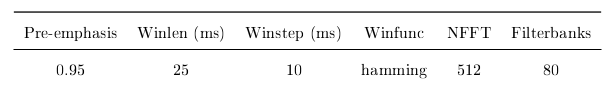 Pre-emphasis Winlen (ms) Winstep (ms) Winfunc NFFT Filterbanks
0.95 25 10 hamming 512 80